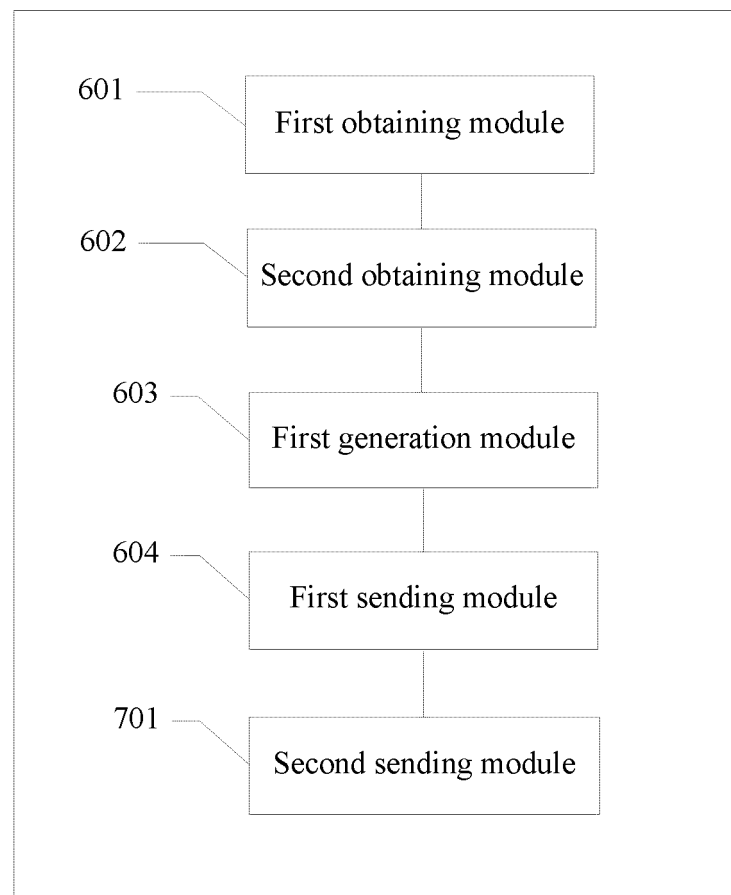 601
First obtaining module
602
Second obtaining module
603
First generation module
604
First sending module
701
Second sending module